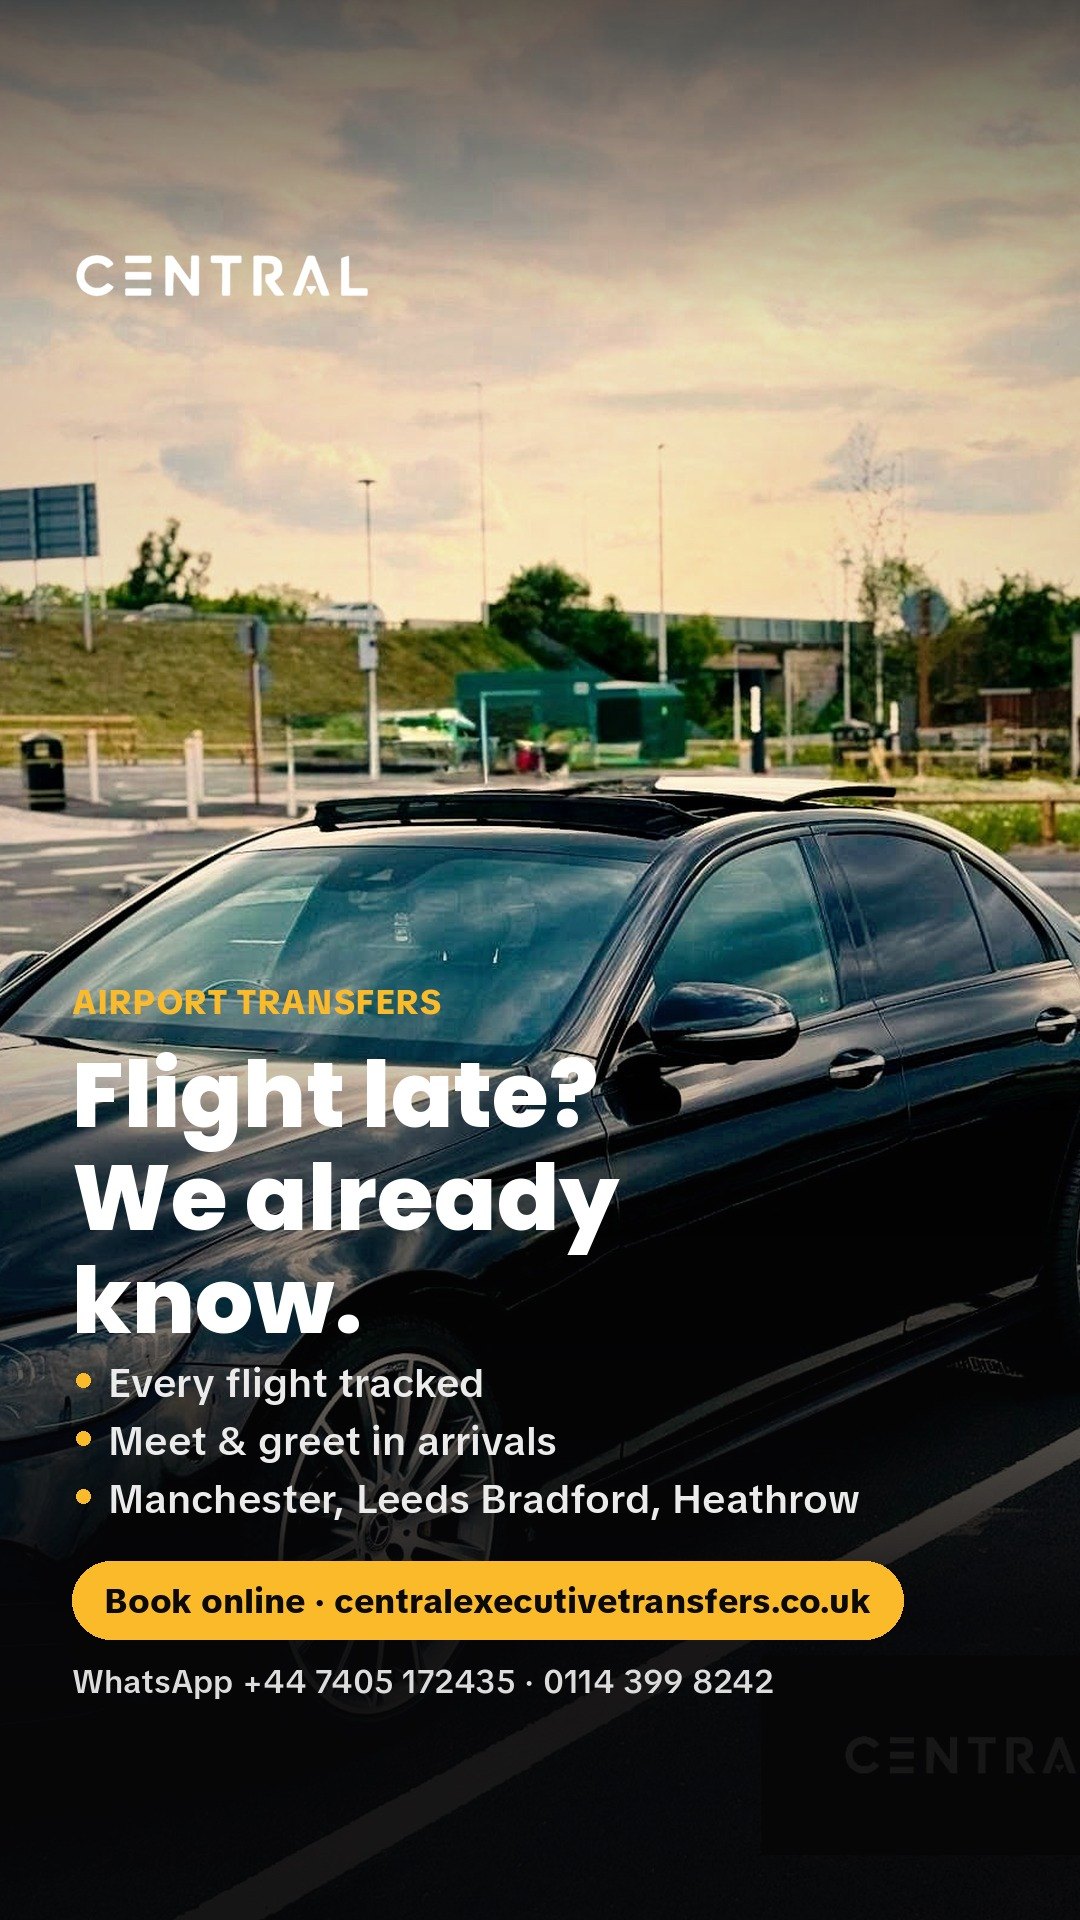 CENTRAL
AIRPORT TRANSFERS
Flight late?
We already
know.
Every flight tracked
Meet & greet in arrivals
Manchester, Leeds Bradford, Heathrow
Book online · centralexecutivetransfers.co.uk
WhatsApp +44 7405 172435 · 0114 399 8242
CENTRA